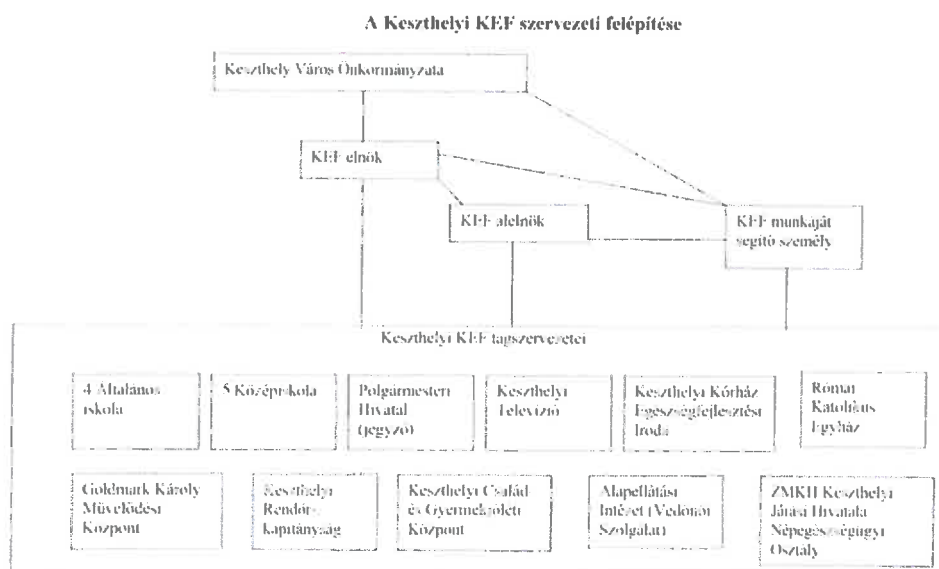 A Keszthelyi KEF szervezeti felépítése
Keszthely Város Önkormányzata
KEF elnök
KEF alelnök
KEF munkáját
segítő személy
Keszthelyi KEF tagszervezetei
4 Általános
iskola
5 Középiskola
Polgármesteri
Hivatal
(jegyző)
Keszthelyi
Televízió
Keszthelyi Kórház
Egészségfejlesztési
Iroda
Római
Katolikus
Egyház
Goldmark Károly
Művelődési
Központ
Keszthelyi
Rendőr-
kapitányság
Keszthelyi Család
és Gyermekjóléti
Központ
Alapellátási
Intézet (Védőnői
Szolgálat)
ZMKH Keszthelyi
Járási Hivatala
Népegészségügyi
Osztály